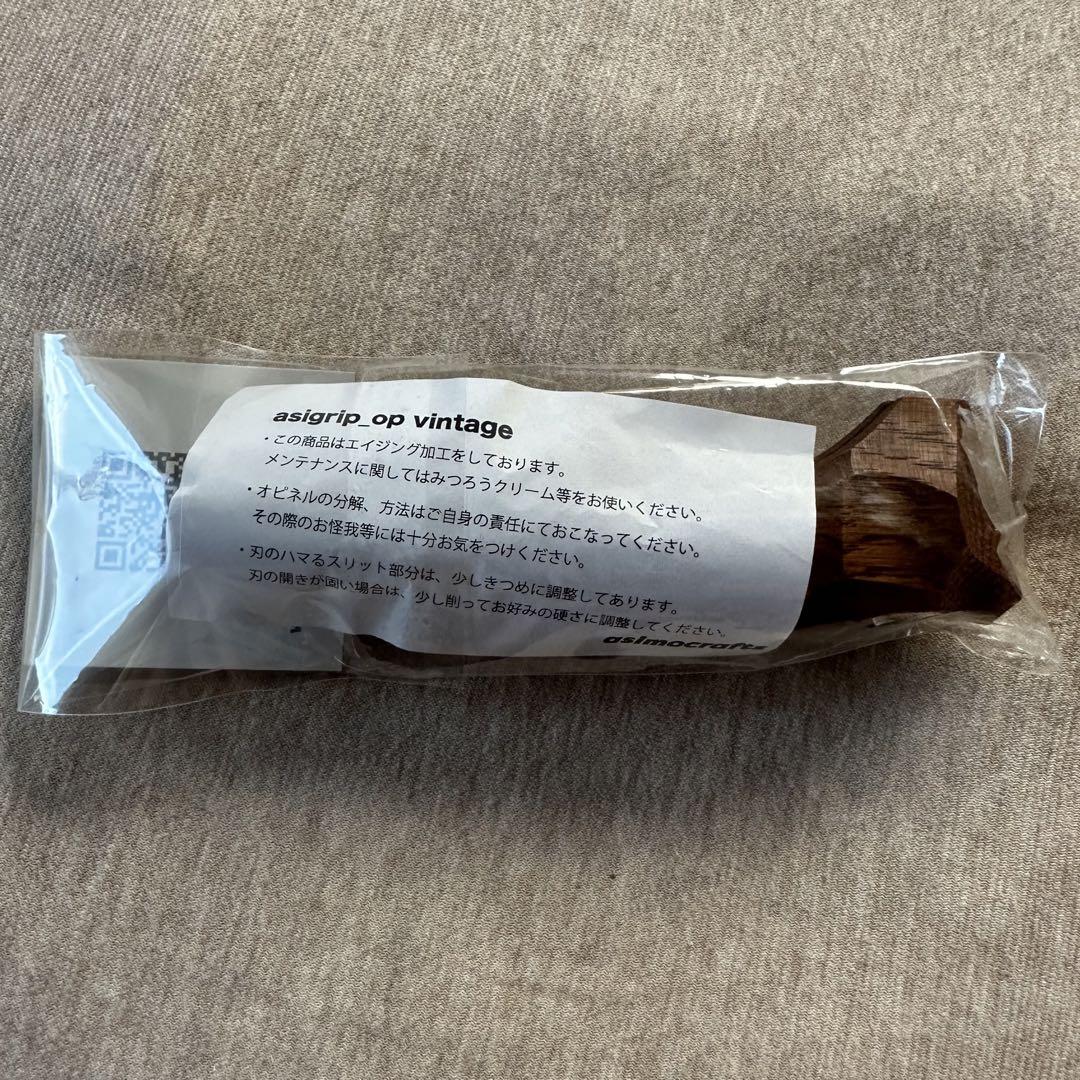 asigrip_op vintage
・この商品はエイジング加工をしております。
メンテナンスに関してはみつろうクリーム等をお使いください。
・オピネルの分解、方法はご自身の責任にておこなってください。
その際のお怪我等には十分お気をつけください。
・刃のハマるスリット部分は、少しきつめに調整してあります。
刃の開きが固い場合は、少し削ってお好みの硬さに調整してください。
asimocrafts